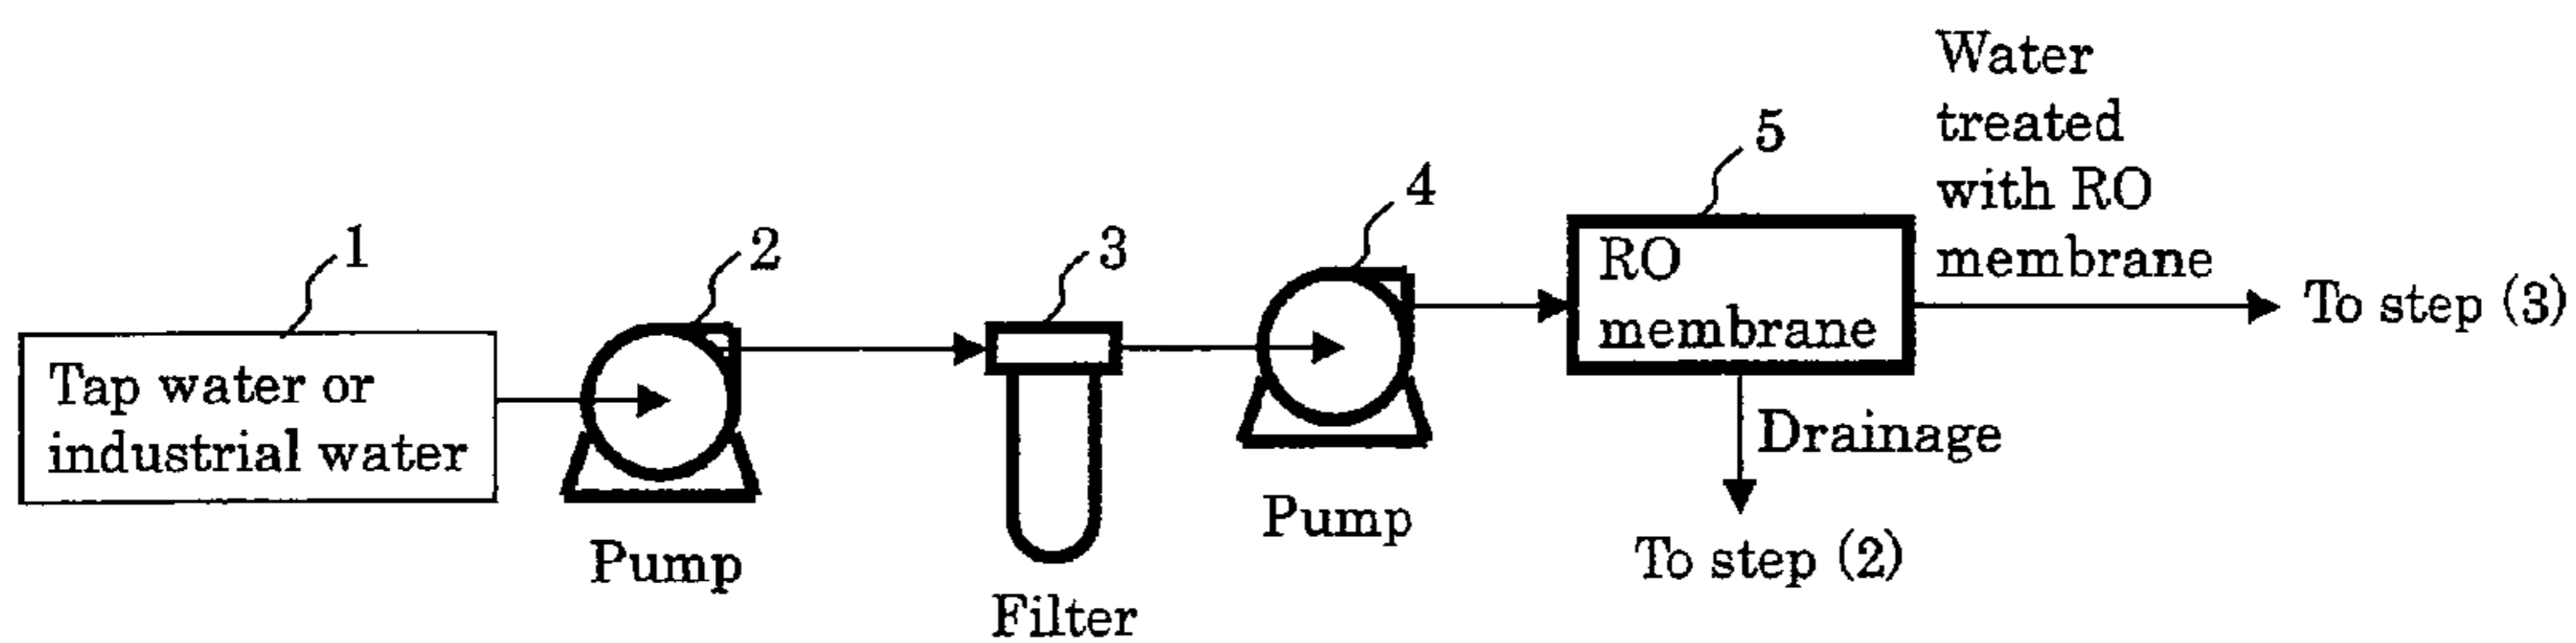 1
Tap water or
industrial water
2
Pump
3
Filter
4
Pump
5
RO
membrane
Water
treated
with RO
membrane
To step (3)
Drainage
To step (2)